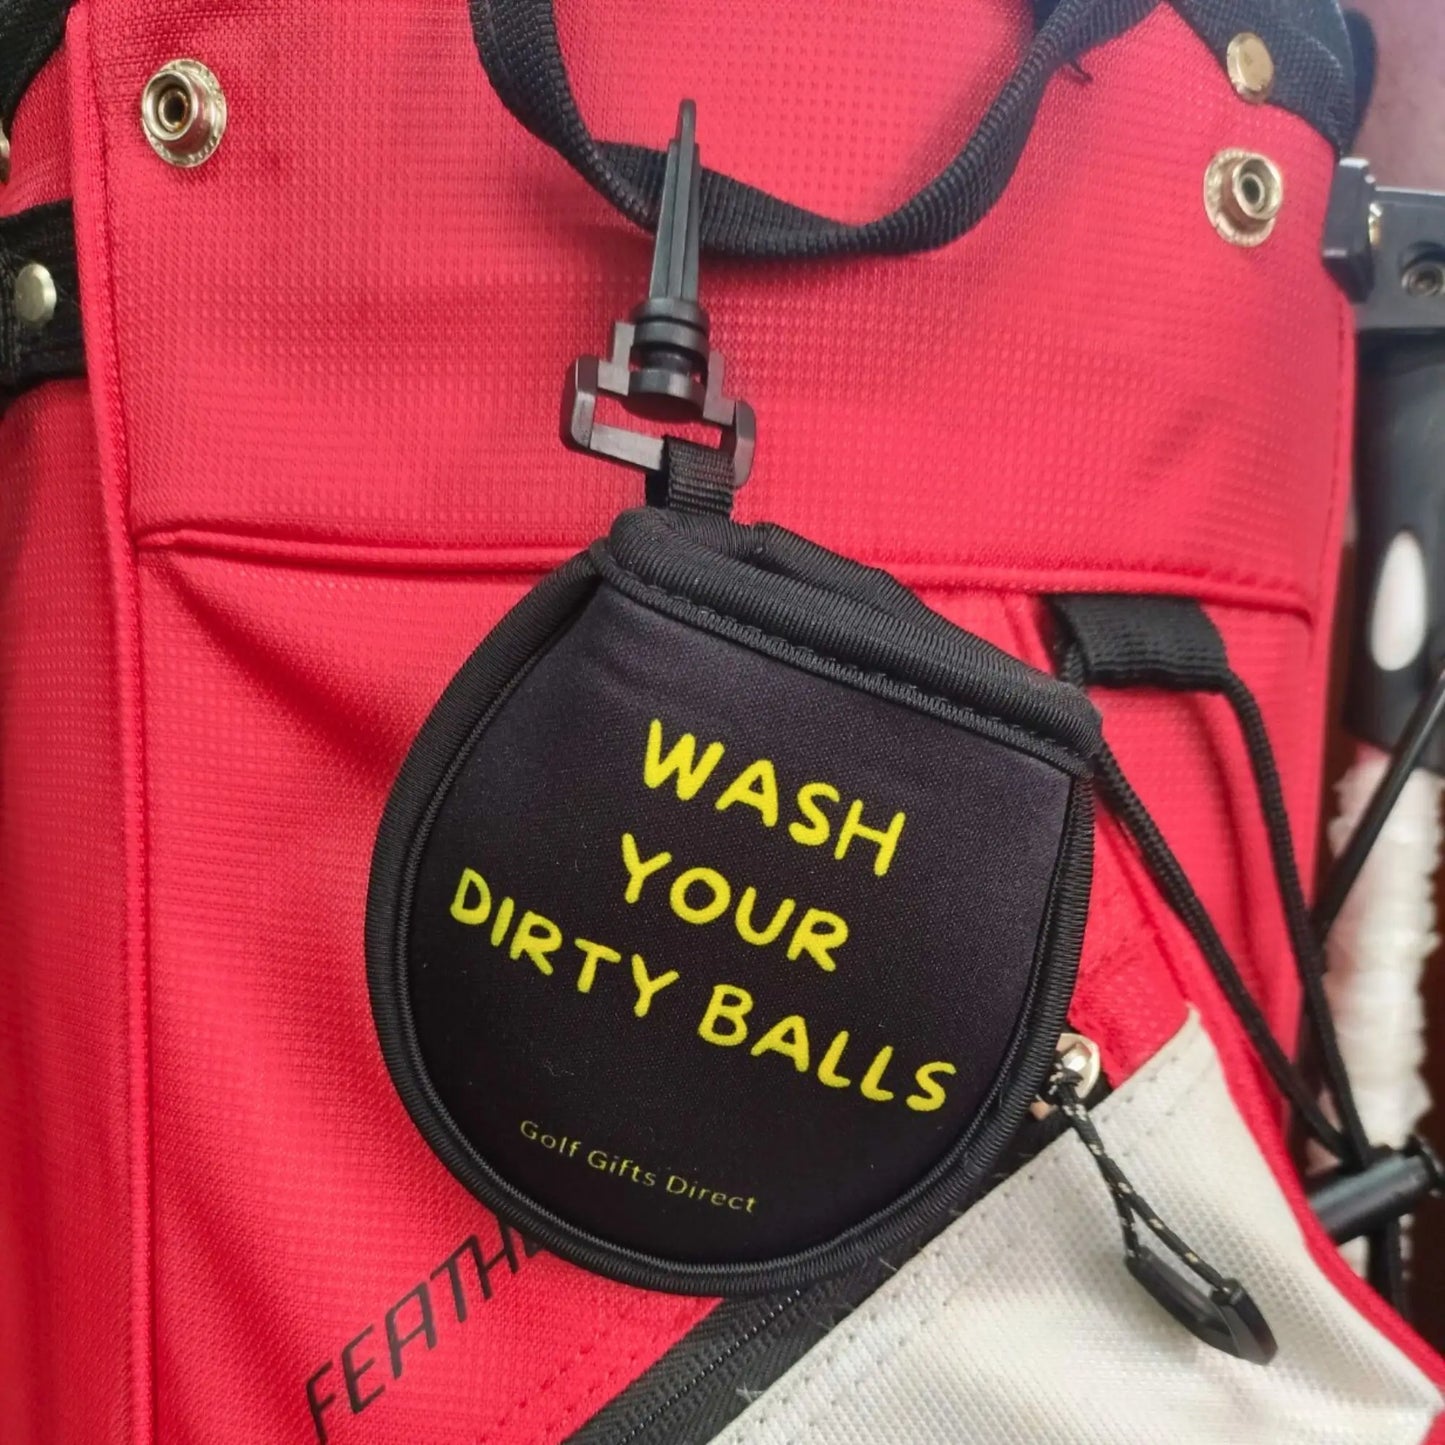 WASH
YOUR
DIRTY BALLS
Golf Gifts Direct